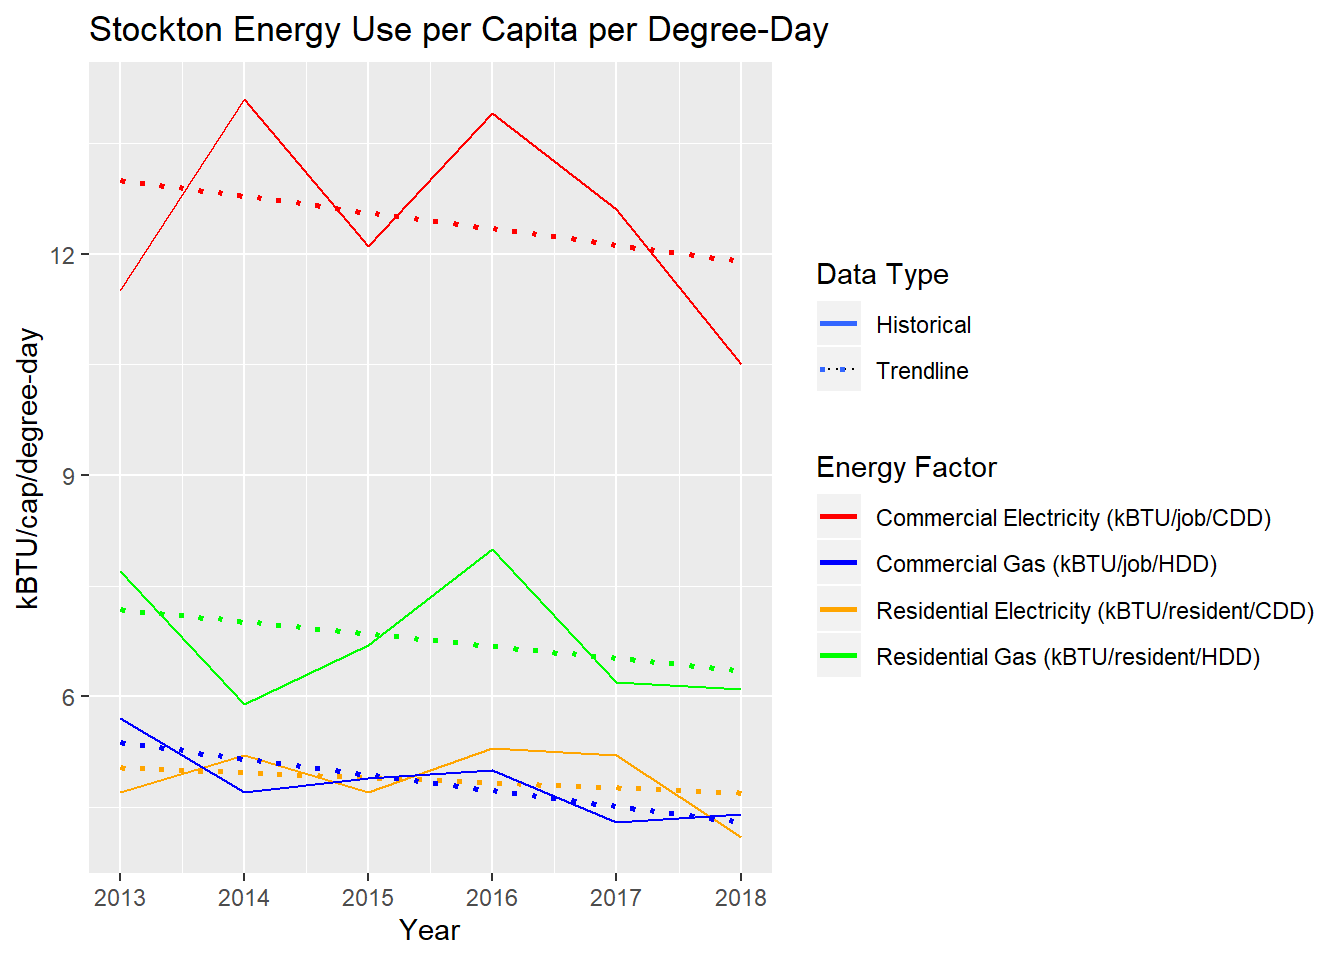 Stockton Energy Use per Capita per Degree-Day
kBTU/cap/degree-day
12
9
6
2013 2014 2015 2016 2017 2018
Year
Data Type
Historical
Trendline
Energy Factor
Commercial Electricity (kBTU/job/CDD)
Commercial Gas (kBTU/job/HDD)
Residential Electricity (kBTU/resident/CDD)
Residential Gas (kBTU/resident/HDD)